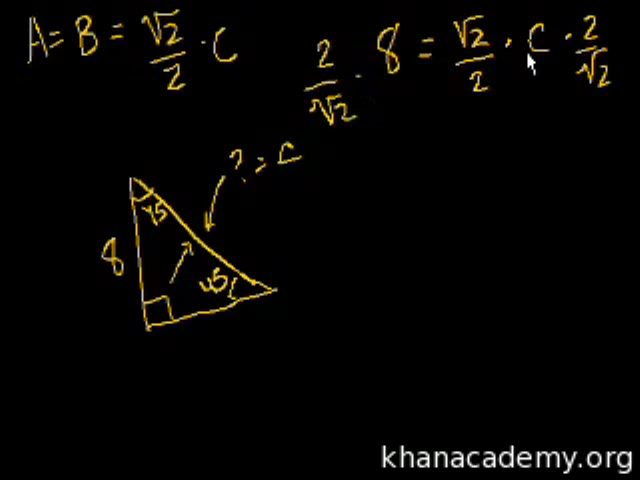 A = B = √2/2 · C
2/√2 · 8 = √2/2 · C · 2/√2
? = C
45
8
45
khanacademy.org